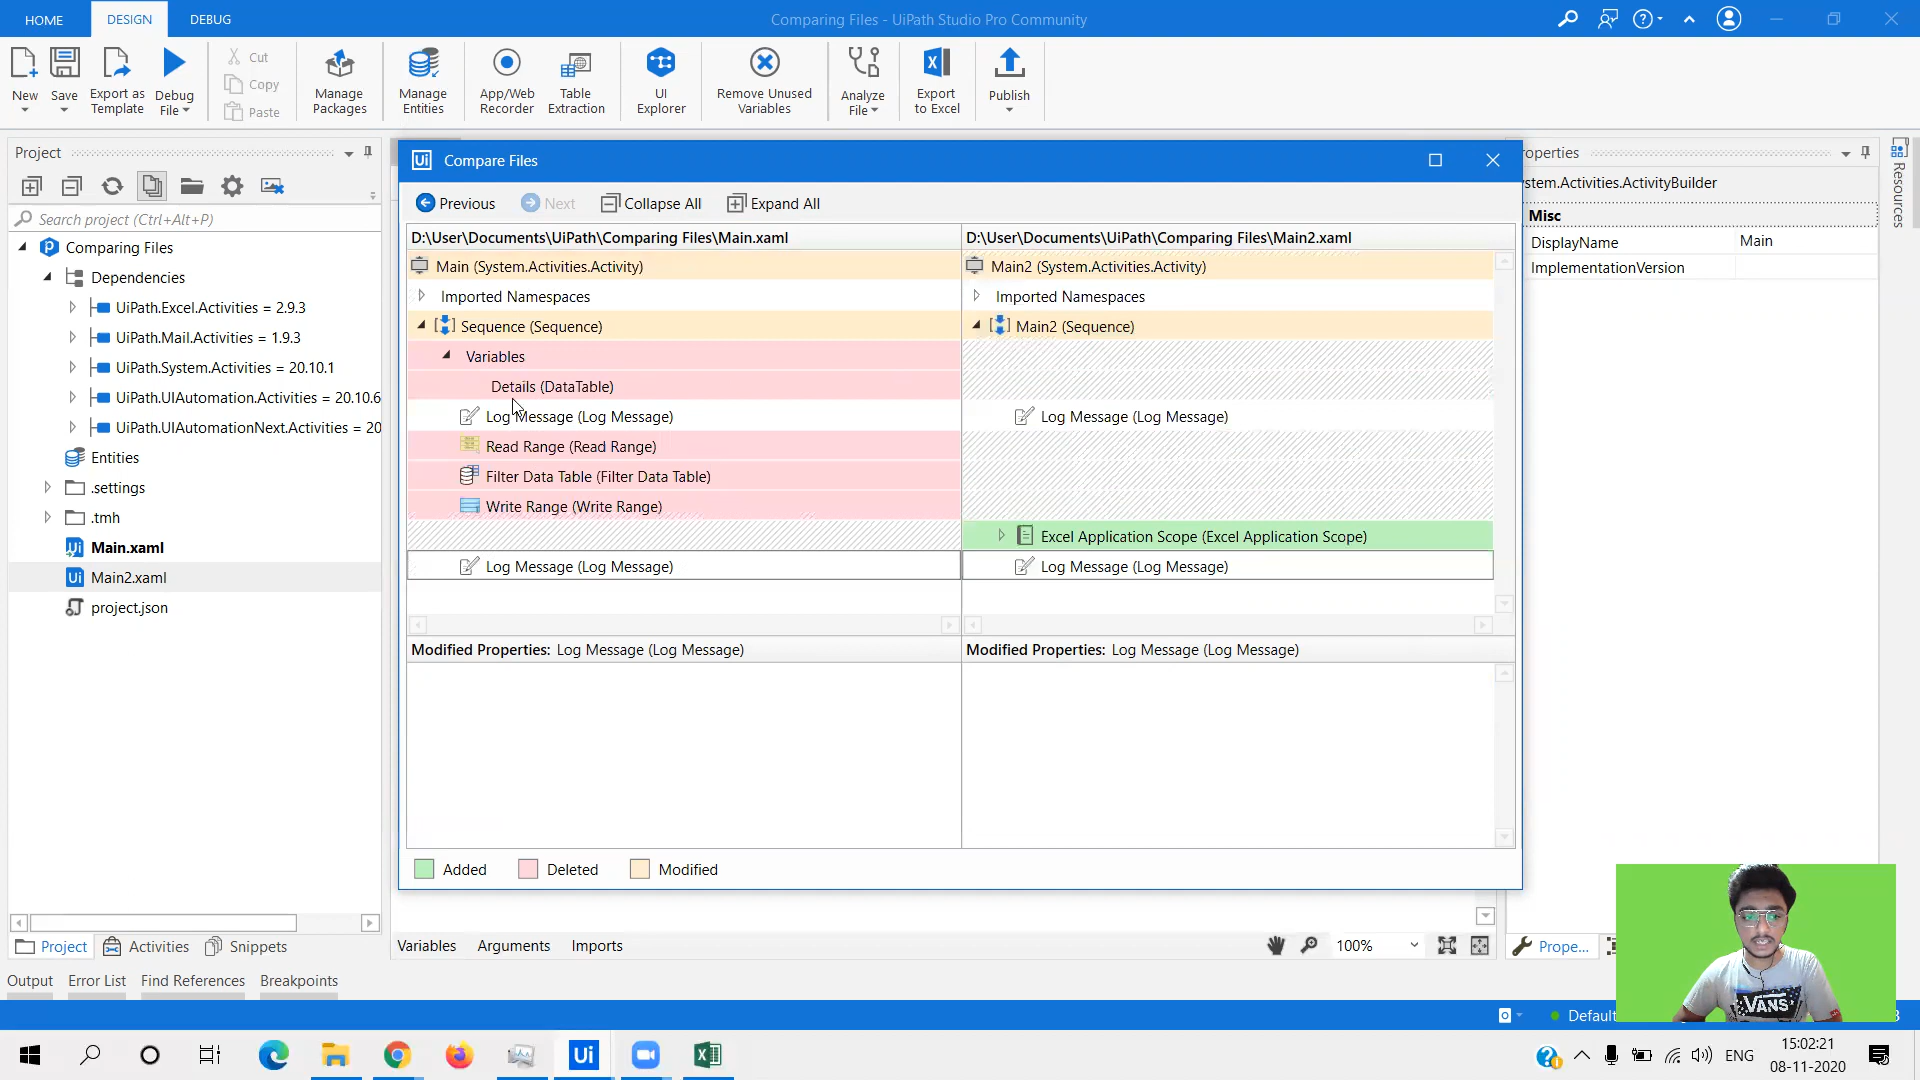 HOME DESIGN DEBUG Comparing Files - UiPath Studio Pro Community
New Save Export as Template Debug File Cut Copy Paste Manage Packages Manage Entities App/Web Recorder Table Extraction UI Explorer Remove Unused Variables Analyze File Export to Excel Publish
Project
Search project (Ctrl+Alt+P)
Comparing Files
Dependencies
UiPath.Excel.Activities = 2.9.3
UiPath.Mail.Activities = 1.9.3
UiPath.System.Activities = 20.10.1
UiPath.UIAutomation.Activities = 20.10.6
UiPath.UIAutomationNext.Activities = 20
Entities
.settings
.tmh
Main.xaml
Main2.xaml
project.json
Project Activities Snippets
Output Error List Find References Breakpoints
Ui Compare Files
Previous Next Collapse All Expand All
D:\User\Documents\UiPath\Comparing Files\Main.xaml
Main (System.Activities.Activity)
Imported Namespaces
Sequence (Sequence)
Variables
Details (DataTable)
Log Message (Log Message)
Read Range (Read Range)
Filter Data Table (Filter Data Table)
Write Range (Write Range)
Log Message (Log Message)
Modified Properties: Log Message (Log Message)
D:\User\Documents\UiPath\Comparing Files\Main2.xaml
Main2 (System.Activities.Activity)
Imported Namespaces
Main2 (Sequence)
Log Message (Log Message)
Excel Application Scope (Excel Application Scope)
Log Message (Log Message)
Modified Properties: Log Message (Log Message)
Added Deleted Modified
Variables Arguments Imports 100%
roperties
stem.Activities.ActivityBuilder
Misc
DisplayName Main
ImplementationVersion
Resources
Prope...
Default
3
VANS
Ui
ENG
15:02:21
08-11-2020